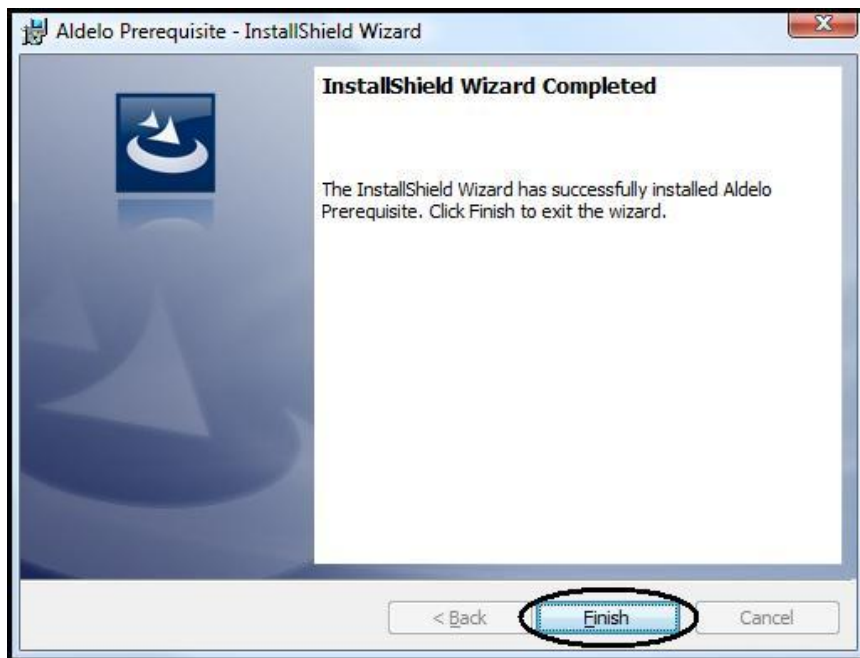 Aldelo Prerequisite - InstallShield Wizard
InstallShield Wizard Completed
The InstallShield Wizard has successfully installed Aldelo
Prerequisite. Click Finish to exit the wizard.
< Back Finish Cancel